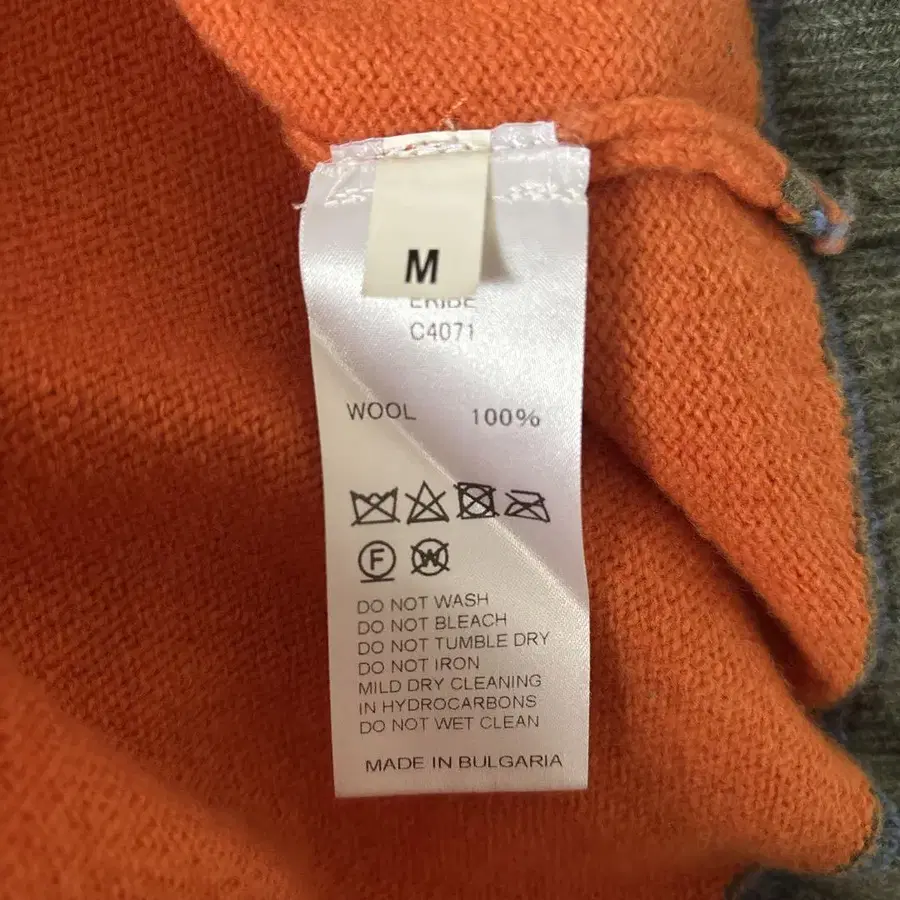 M
ERIBE
C4071
WOOL 100%
F
W
DO NOT WASH
DO NOT BLEACH
DO NOT TUMBLE DRY
DO NOT IRON
MILD DRY CLEANING
IN HYDROCARBONS
DO NOT WET CLEAN
MADE IN BULGARIA